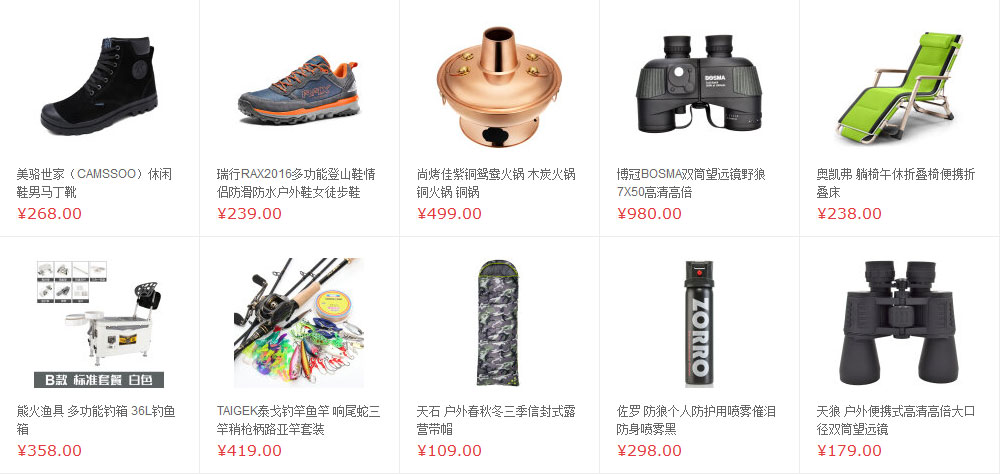 BOSMA
美骆世家（CAMSSOO）休闲
鞋男马丁靴
¥268.00
瑞行RAX2016多功能登山鞋情
侣防滑防水户外鞋女徒步鞋
¥239.00
尚烤佳紫铜鸳鸯火锅 木炭火锅
铜火锅 铜锅
¥499.00
博冠BOSMA双筒望远镜野狼
7X50高清高倍
¥980.00
奥凯弗 躺椅午休折叠椅便携折
叠床
¥238.00
B款 标准套餐 白色
ZORRO
熊火渔具 多功能钓箱 36L钓鱼
箱
¥358.00
TAIGEK泰戈钓竿鱼竿 响尾蛇三
竿稍枪柄路亚竿套装
¥419.00
天石 户外春秋冬三季信封式露
营带帽
¥109.00
佐罗 防狼个人防护用喷雾催泪
防身喷雾黑
¥298.00
天狼 户外便携式高清高倍大口
径双筒望远镜
¥179.00